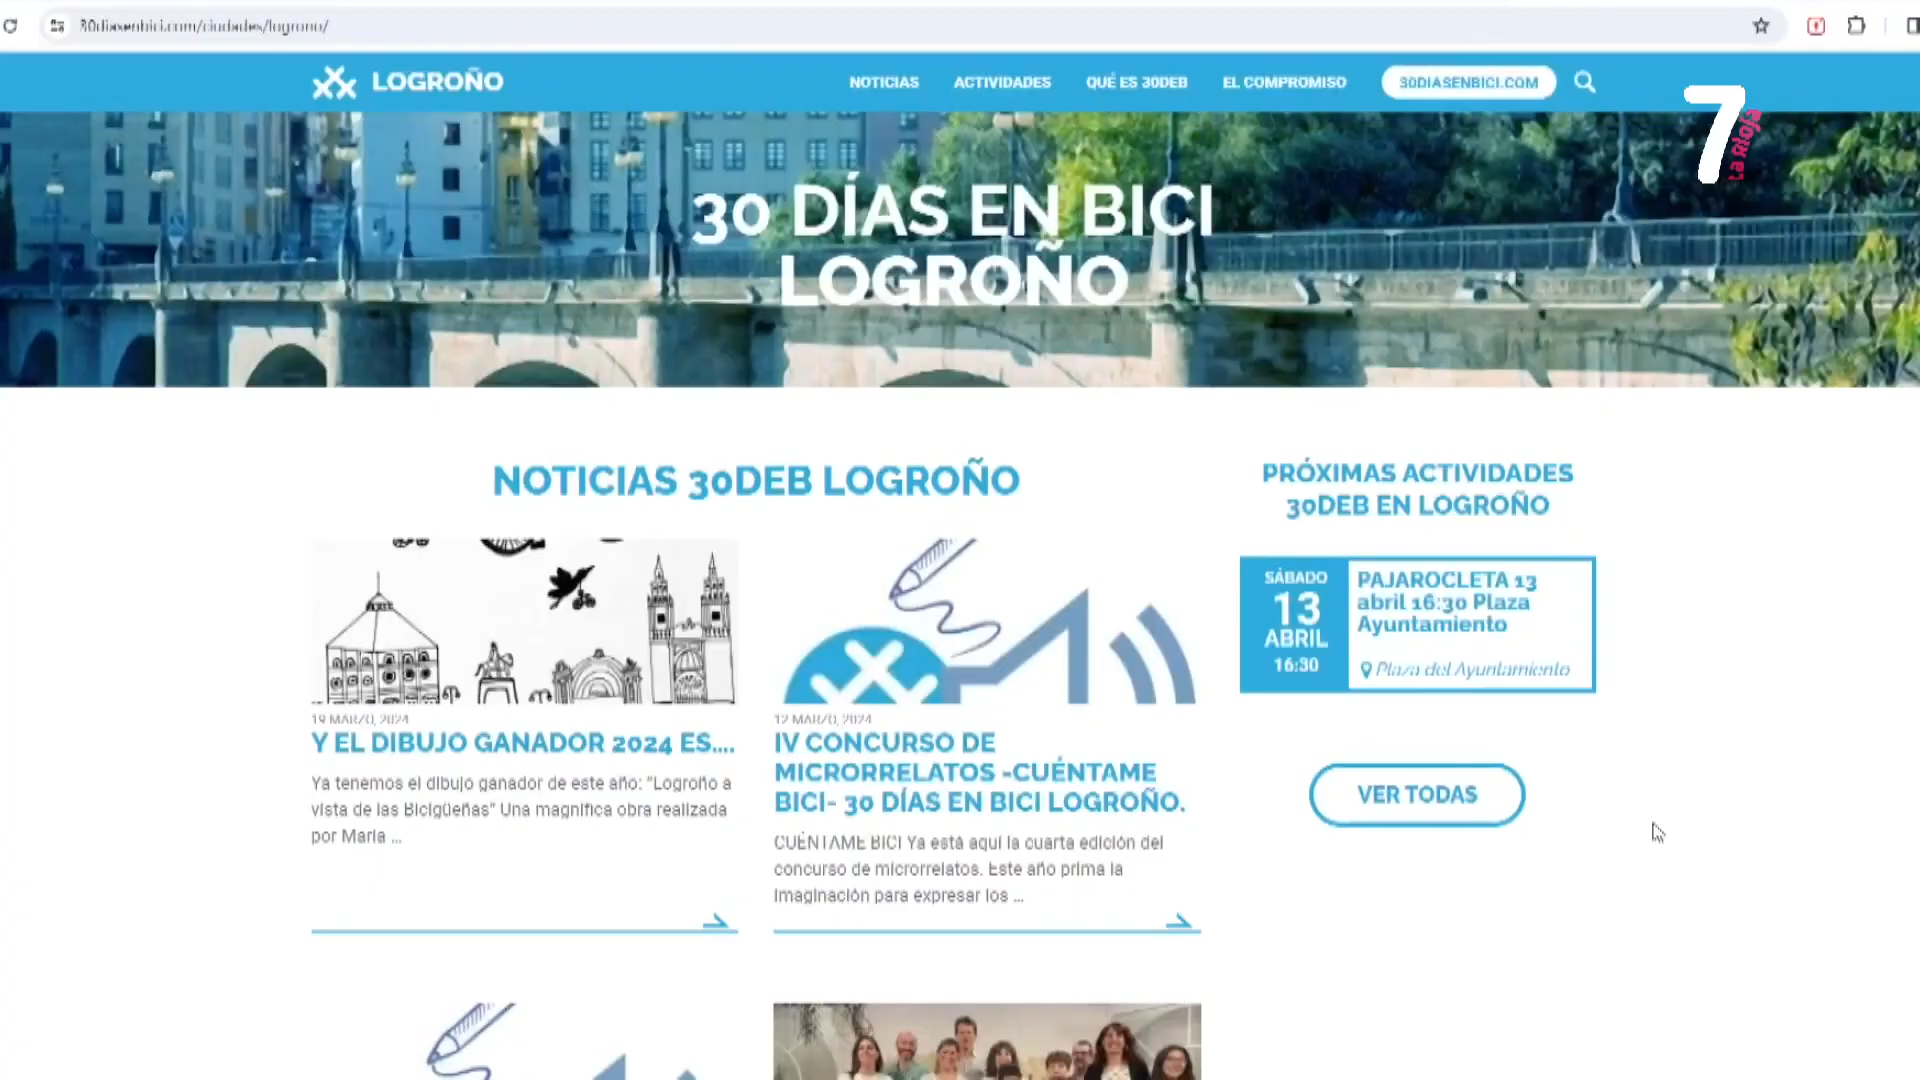 30diasenbici.com/ciudades/logrono/
LOGROÑO
NOTICIAS
ACTIVIDADES
QUÉ ES 30DEB
EL COMPROMISO
30DIASENBICI.COM
7
La Rioja
30 DÍAS EN BICI
LOGROÑO
NOTICIAS 30DEB LOGROÑO
19 MARZO, 2024
Y EL DIBUJO GANADOR 2024 ES....
Ya tenemos el dibujo ganador de este año: "Logroño a
vista de las Bicigüeñas" Una magnífica obra realizada
por María ...
12 MARZO, 2024
IV CONCURSO DE
MICRORRELATOS -CUÉNTAME
BICI- 30 DÍAS EN BICI LOGROÑO.
CUÉNTAME BICI Ya está aquí la cuarta edición del
concurso de microrrelatos. Este año prima la
imaginación para expresar los ...
PRÓXIMAS ACTIVIDADES
30DEB EN LOGROÑO
SÁBADO
13
ABRIL
16:30
PAJAROCLETA 13
abril 16:30 Plaza
Ayuntamiento
Plaza del Ayuntamiento
VER TODAS